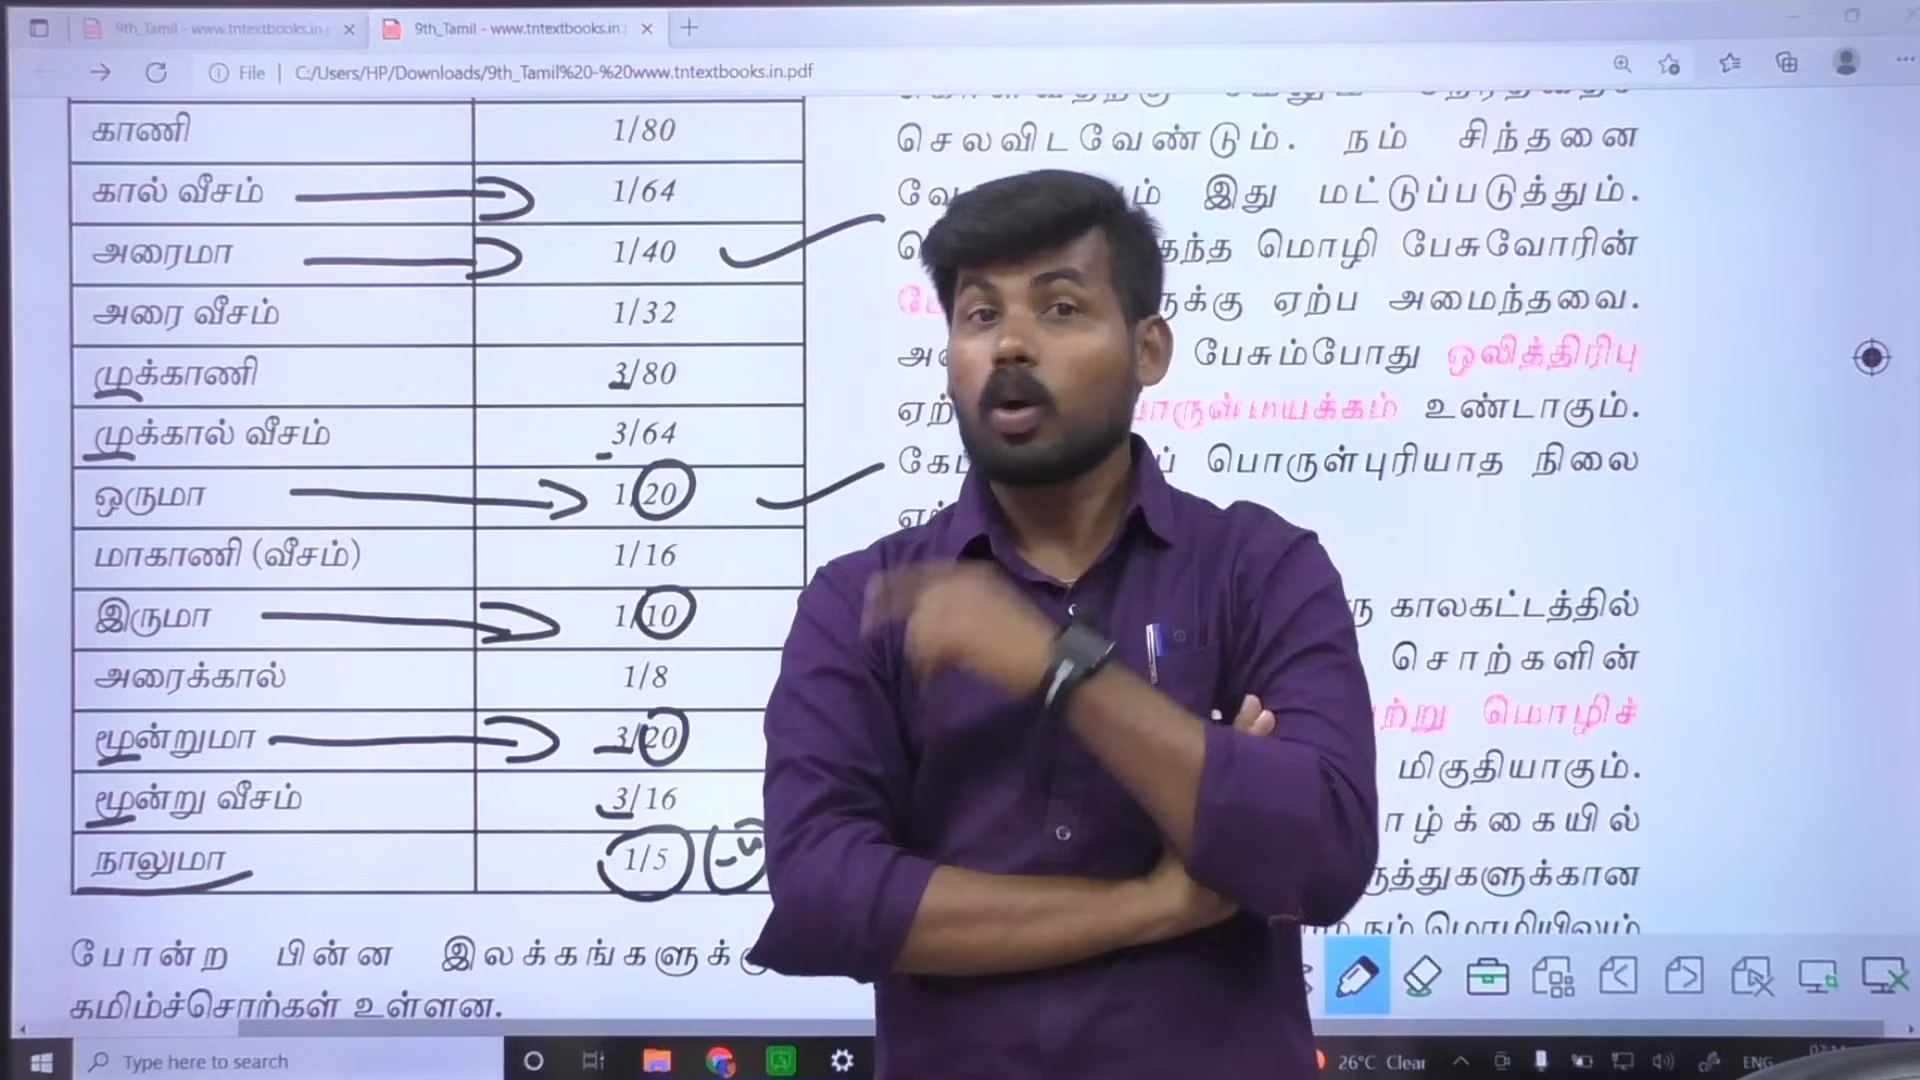 9th_Tamil - www.tntextbooks.in
9th_Tamil - www.tntextbooks.in
File | C:/Users/HP/Downloads/9th_Tamil%20-%20www.tntextbooks.in.pdf
காணி 1/80
கால் வீசம் 1/64
அரைமா 1/40
அரை வீசம் 1/32
முக்காணி 3/80
முக்கால் வீசம் 3/64
ஒருமா 1/20
மாகாணி (வீசம்) 1/16
இருமா 1/10
அரைக்கால் 1/8
மூன்றுமா 3/20
மூன்று வீசம் 3/16
நாலுமா 1/5
போன்ற பின்ன இலக்கங்களுக்கு
தமிழ்ச்சொற்கள் உள்ளன.
செலவிடவேண்டும். நம் சிந்தனை
இது மட்டுப்படுத்தும்.
மொழி பேசுவோரின்
ஏற்ப அமைந்தவை.
பேசும்போது ஒலித்திரிபு
உண்டாகும்.
பொருள்புரியாத நிலை
காலகட்டத்தில்
சொற்களின்
மொழிச்
மிகுதியாகும்.
நம் மொழியிலும்
Type here to search
26°C Clear
ENG